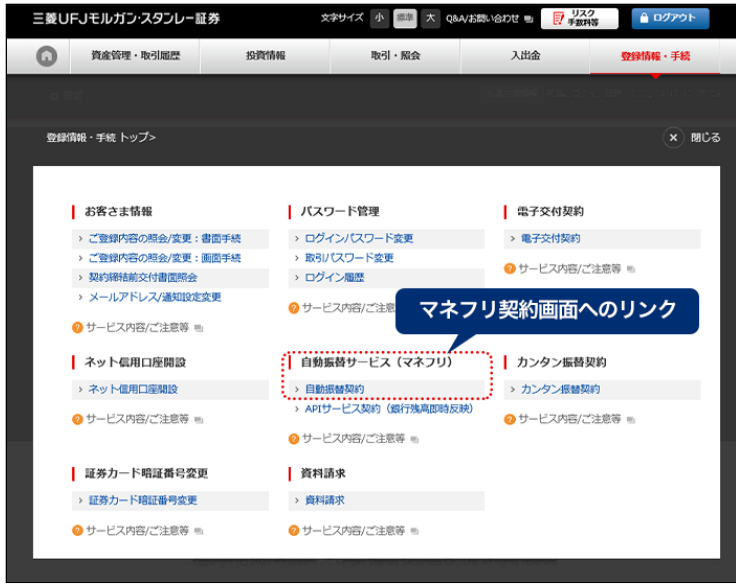 三菱UFJモルガン・スタンレー証券
文字サイズ 小 標準 大 Q&A/お問い合わせ リスク手数料等 ログアウト
資産管理・取引履歴 投資情報 取引・照会 入出金 登録情報・手続
登録情報・手続 トップ> × 閉じる
お客さま情報
> ご登録内容の照会/変更：書面手続
> ご登録内容の照会/変更：画面手続
> 契約締結前交付書面照会
> メールアドレス/通知設定変更
? サービス内容/ご注意等
パスワード管理
> ログインパスワード変更
> 取引パスワード変更
> ログイン履歴
? サービス内容/ご注意
電子交付契約
> 電子交付契約
? サービス内容/ご注意等
マネフリ契約画面へのリンク
ネット信用口座開設
> ネット信用口座開設
? サービス内容/ご注意等
自動振替サービス（マネフリ）
> 自動振替契約
> APIサービス契約（銀行残高即時反映）
? サービス内容/ご注意等
カンタン振替契約
> カンタン振替契約
? サービス内容/ご注意等
証券カード暗証番号変更
> 証券カード暗証番号変更
? サービス内容/ご注意等
資料請求
> 資料請求
? サービス内容/ご注意等